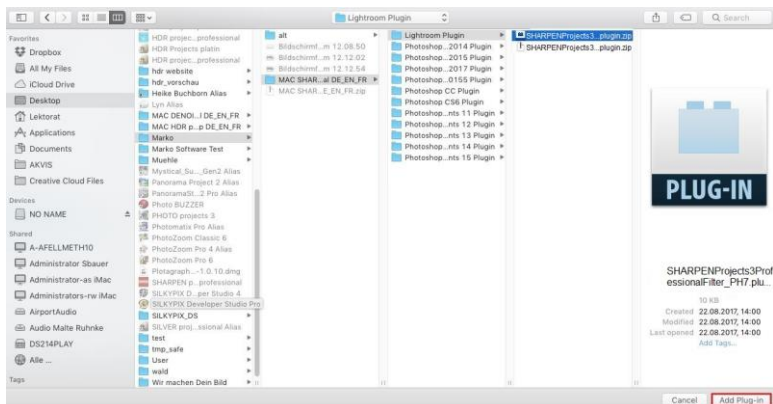 Lightroom Plugin
Search
Favorites
Dropbox
All My Files
iCloud Drive
Desktop
Lektorat
Applications
Documents
AKVIS
Creative Cloud Files
Devices
NO NAME
Shared
A-AFELLMETH10
Administrator Sbauer
Administrator-as iMac
Administrators-rw iMac
AirportAudio
Audio Malte Ruhnke
DS214PLAY
Alle ...
Tags
HDR projec...professional
HDR Projects platin
HDR projec...professional
hdr website
hdr_vorschau
Heike Buchborn Alias
Lyn Alias
MAC DENOI...l DE_EN_FR
MAC HDR p...p DE_EN_FR
Marko
Marko Software Test
Muehle
Mystical_Su..._Gen2 Alias
Panorama Project 2 Alias
PanoramaSt...2 Pro Alias
Photo BUZZER
PHOTO projects 3
Photomatix Pro Alias
PhotoZoom Classic 6
PhotoZoom Pro 4 Alias
PhotoZoom Pro 6
Plotagraph-...-1.0.10.dmg
SHARPEN p...professional
SILKYPIX D...per Studio 4
SILKYPIX Developer Studio Pro
SILKYPIX_DS
SILVER proj...ssional Alias
test
tmp_safe
User
wald
Wir machen Dein Bild
alt
Bildschirmf...m 12.08.50
Bildschirmf...m 12.12.02
Bildschirmf...m 12.12.54
MAC SHAR...al DE_EN_FR
MAC SHAR...E_EN_FR.zip
Lightroom Plugin
Photoshop...2014 Plugin
Photoshop...2015 Plugin
Photoshop...2017 Plugin
Photoshop...0155 Plugin
Photoshop CC Plugin
Photoshop CS6 Plugin
Photoshop...nts 11 Plugin
Photoshop...nts 12 Plugin
Photoshop...nts 13 Plugin
Photoshop...nts 14 Plugin
Photoshop...nts 15 Plugin
SHARPENProjects3...plugin.zip
SHARPENProjects3...plugin.zip
PLUG-IN
SHARPENProjects3Prof
essionalFilter_PH7.plu...
10 KB
Created 22.08.2017, 14:00
Modified 22.08.2017, 14:00
Last opened 22.08.2017, 14:00
Add Tags...
Cancel
Add Plug-in